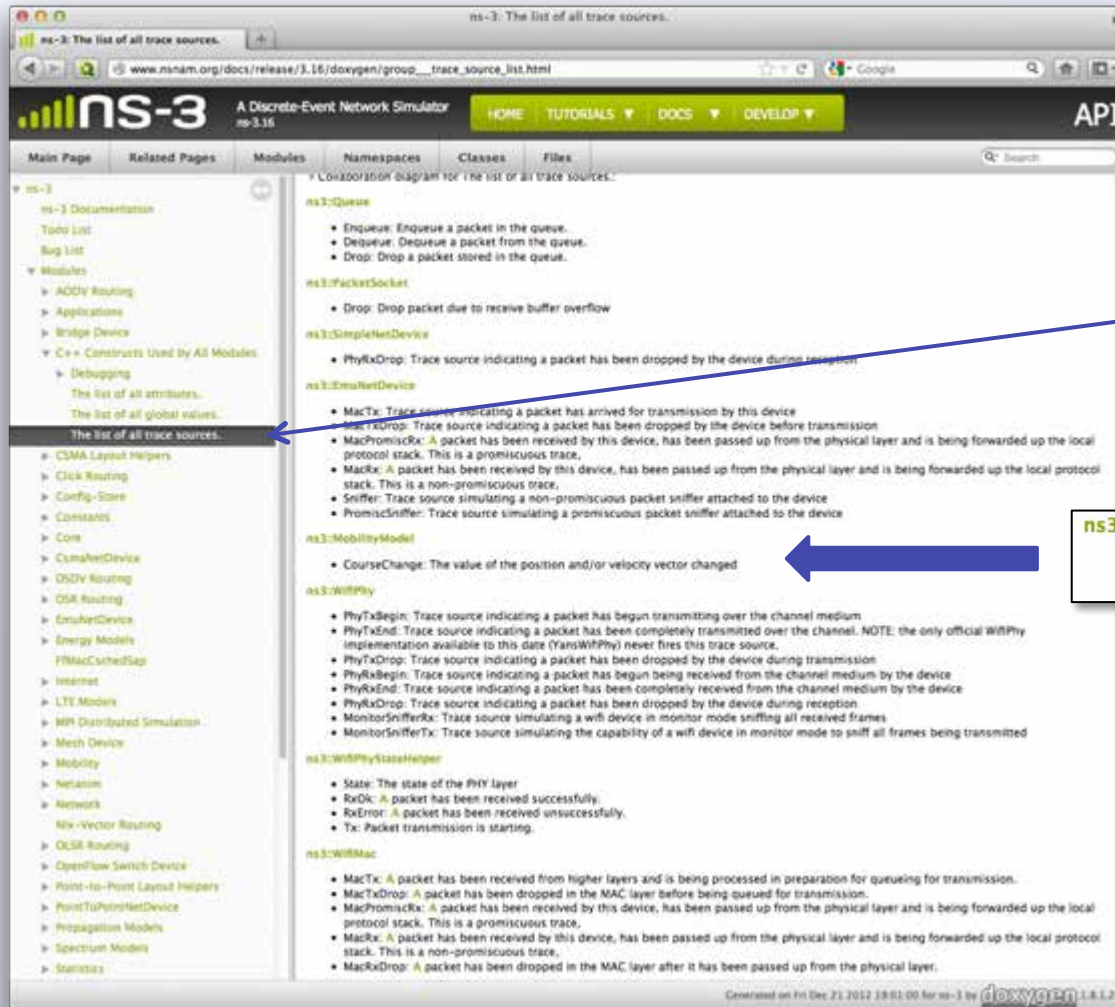 ns-3: The list of all trace sources.
ns-3: The list of all trace sources.
www.nsnam.org/docs/release/3.16/doxygen/group__trace_source_list.html
Google
ns-3
A Discrete-Event Network Simulator
ns-3.16
HOME
TUTORIALS
DOCS
DEVELOP
API
Main Page
Related Pages
Modules
Namespaces
Classes
Files
Search
ns-3
ns-3 Documentation
Todo List
Bug List
Modules
AODV Routing
Applications
Bridge Device
C++ Constructs Used by All Modules
Debugging
The list of all attributes.
The list of all global values.
The list of all trace sources.
CSMA Layout Helpers
Click Routing
Config-Store
Constants
Core
CsmaNetDevice
DSDV Routing
DSR Routing
EmuNetDevice
Energy Models
FfMacCschedSap
Internet
LTE Models
MPI Distributed Simulation
Mesh Device
Mobility
Netanim
Network
Nix-Vector Routing
OLSR Routing
OpenFlow Switch Device
Point-to-Point Layout Helpers
PointToPointNetDevice
Propagation Models
Spectrum Models
Statistics
Collaboration diagram for The list of all trace sources.:
ns3::Queue
• Enqueue: Enqueue a packet in the queue.
• Dequeue: Dequeue a packet from the queue.
• Drop: Drop a packet stored in the queue.
ns3::PacketSocket
• Drop: Drop packet due to receive buffer overflow
ns3::SimpleNetDevice
• PhyRxDrop: Trace source indicating a packet has been dropped by the device during reception
ns3::EmuNetDevice
• MacTx: Trace source indicating a packet has arrived for transmission by this device
• MacTxDrop: Trace source indicating a packet has been dropped by the device before transmission
• MacPromiscRx: A packet has been received by this device, has been passed up from the physical layer and is being forwarded up the local
protocol stack. This is a promiscuous trace,
• MacRx: A packet has been received by this device, has been passed up from the physical layer and is being forwarded up the local protocol
stack. This is a non-promiscuous trace,
• Sniffer: Trace source simulating a non-promiscuous packet sniffer attached to the device
• PromiscSniffer: Trace source simulating a promiscuous packet sniffer attached to the device
ns3::MobilityModel
• CourseChange: The value of the position and/or velocity vector changed
ns3
ns3::WifiPhy
• PhyTxBegin: Trace source indicating a packet has begun transmitting over the channel medium
• PhyTxEnd: Trace source indicating a packet has been completely transmitted over the channel. NOTE: the only official WifiPhy
implementation available to this date (YansWifiPhy) never fires this trace source.
• PhyTxDrop: Trace source indicating a packet has been dropped by the device during transmission
• PhyRxBegin: Trace source indicating a packet has begun being received from the channel medium by the device
• PhyRxEnd: Trace source indicating a packet has been completely received from the channel medium by the device
• PhyRxDrop: Trace source indicating a packet has been dropped by the device during reception
• MonitorSnifferRx: Trace source simulating a wifi device in monitor mode sniffing all received frames
• MonitorSnifferTx: Trace source simulating the capability of a wifi device in monitor mode to sniff all frames being transmitted
ns3::WifiPhyStateHelper
• State: The state of the PHY layer
• RxOk: A packet has been received successfully.
• RxError: A packet has been received unsuccessfully.
• Tx: Packet transmission is starting.
ns3::WifiMac
• MacTx: A packet has been received from higher layers and is being processed in preparation for queueing for transmission.
• MacTxDrop: A packet has been dropped in the MAC layer before being queued for transmission.
• MacPromiscRx: A packet has been received by this device, has been passed up from the physical layer and is being forwarded up the local
protocol stack. This is a promiscuous trace,
• MacRx: A packet has been received by this device, has been passed up from the physical layer and is being forwarded up the local protocol
stack. This is a non-promiscuous trace,
• MacRxDrop: A packet has been dropped in the MAC layer after it has been passed up from the physical layer.
Generated on Fri Dec 21 2012 19:01:00 for ns-3 by doxygen 1.8.1.2